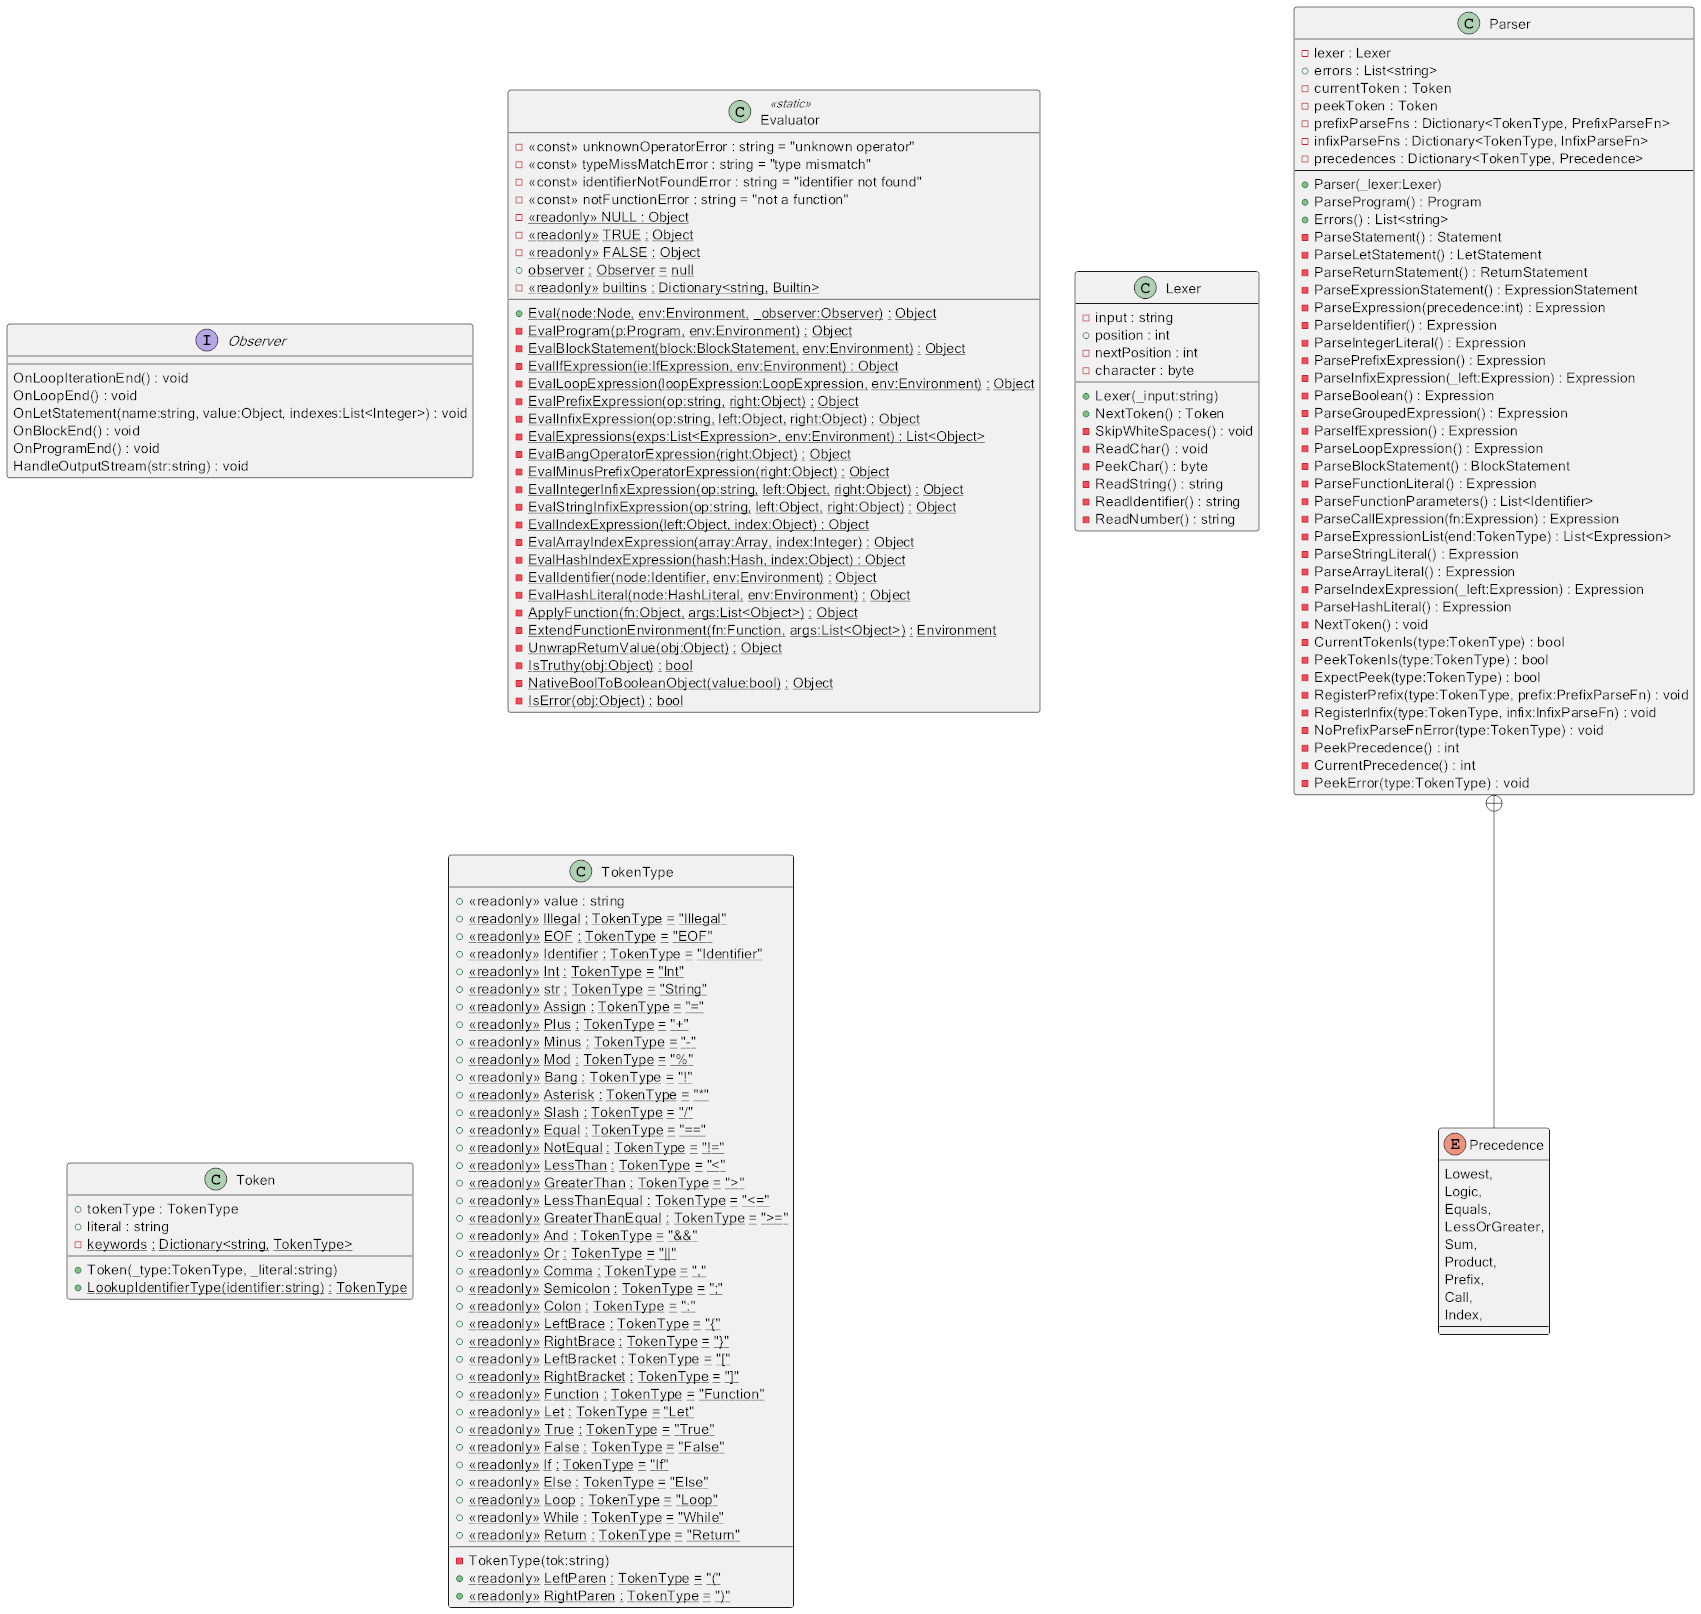 I Observer
OnLoopIterationEnd() : void
OnLoopEnd() : void
OnLetStatement(name:string, value:Object, indexes:List<Integer>) : void
OnBlockEnd() : void
OnProgramEnd() : void
HandleOutputStream(str:string) : void
C «static»
Evaluator
«const» unknownOperatorError : string = "unknown operator"
«const» typeMissMatchError : string = "type mismatch"
«const» identifierNotFoundError : string = "identifier not found"
«const» notFunctionError : string = "not a function"
«readonly» NULL : Object
«readonly» TRUE : Object
«readonly» FALSE : Object
observer : Observer = null
«readonly» builtins : Dictionary<string, Builtin>
Eval(node:Node, env:Environment, _observer:Observer) : Object
EvalProgram(p:Program, env:Environment) : Object
EvalBlockStatement(block:BlockStatement, env:Environment) : Object
EvalIfExpression(ie:IfExpression, env:Environment) : Object
EvalLoopExpression(loopExpression:LoopExpression, env:Environment) : Object
EvalPrefixExpression(op:string, right:Object) : Object
EvalInfixExpression(op:string, left:Object, right:Object) : Object
EvalExpressions(exps:List<Expression>, env:Environment) : List<Object>
EvalBangOperatorExpression(right:Object) : Object
EvalMinusPrefixOperatorExpression(right:Object) : Object
EvalIntegerInfixExpression(op:string, left:Object, right:Object) : Object
EvalStringInfixExpression(op:string, left:Object, right:Object) : Object
EvalIndexExpression(left:Object, index:Object) : Object
EvalArrayIndexExpression(array:Array, index:Integer) : Object
EvalHashIndexExpression(hash:Hash, index:Object) : Object
EvalIdentifier(node:Identifier, env:Environment) : Object
EvalHashLiteral(node:HashLiteral, env:Environment) : Object
ApplyFunction(fn:Object, args:List<Object>) : Object
ExtendFunctionEnvironment(fn:Function, args:List<Object>) : Environment
UnwrapReturnValue(obj:Object) : Object
IsTruthy(obj:Object) : bool
NativeBoolToBooleanObject(value:bool) : Object
IsError(obj:Object) : bool
C Lexer
input : string
position : int
nextPosition : int
character : byte
Lexer(_input:string)
NextToken() : Token
SkipWhiteSpaces() : void
ReadChar() : void
PeekChar() : byte
ReadString() : string
ReadIdentifier() : string
ReadNumber() : string
C Parser
lexer : Lexer
errors : List<string>
currentToken : Token
peekToken : Token
prefixParseFns : Dictionary<TokenType, PrefixParseFn>
infixParseFns : Dictionary<TokenType, InfixParseFn>
precedences : Dictionary<TokenType, Precedence>
Parser(_lexer:Lexer)
ParseProgram() : Program
Errors() : List<string>
ParseStatement() : Statement
ParseLetStatement() : LetStatement
ParseReturnStatement() : ReturnStatement
ParseExpressionStatement() : ExpressionStatement
ParseExpression(precedence:int) : Expression
ParseIdentifier() : Expression
ParseIntegerLiteral() : Expression
ParsePrefixExpression() : Expression
ParseInfixExpression(_left:Expression) : Expression
ParseBoolean() : Expression
ParseGroupedExpression() : Expression
ParseIfExpression() : Expression
ParseLoopExpression() : Expression
ParseBlockStatement() : BlockStatement
ParseFunctionLiteral() : Expression
ParseFunctionParameters() : List<Identifier>
ParseCallExpression(fn:Expression) : Expression
ParseExpressionList(end:TokenType) : List<Expression>
ParseStringLiteral() : Expression
ParseArrayLiteral() : Expression
ParseIndexExpression(_left:Expression) : Expression
ParseHashLiteral() : Expression
NextToken() : void
CurrentTokenIs(type:TokenType) : bool
PeekTokenIs(type:TokenType) : bool
ExpectPeek(type:TokenType) : bool
RegisterPrefix(type:TokenType, prefix:PrefixParseFn) : void
RegisterInfix(type:TokenType, infix:InfixParseFn) : void
NoPrefixParseFnError(type:TokenType) : void
PeekPrecedence() : int
CurrentPrecedence() : int
PeekError(type:TokenType) : void
C Token
tokenType : TokenType
literal : string
keywords : Dictionary<string, TokenType>
Token(_type:TokenType, _literal:string)
LookupIdentifierType(identifier:string) : TokenType
C TokenType
«readonly» value : string
«readonly» Illegal : TokenType = "Illegal"
«readonly» EOF : TokenType = "EOF"
«readonly» Identifier : TokenType = "Identifier"
«readonly» Int : TokenType = "Int"
«readonly» str : TokenType = "String"
«readonly» Assign : TokenType = "="
«readonly» Plus : TokenType = "+"
«readonly» Minus : TokenType = "-"
«readonly» Mod : TokenType = "%"
«readonly» Bang : TokenType = "!"
«readonly» Asterisk : TokenType = "*"
«readonly» Slash : TokenType = "/"
«readonly» Equal : TokenType = "=="
«readonly» NotEqual : TokenType = "!="
«readonly» LessThan : TokenType = "<"
«readonly» GreaterThan : TokenType = ">"
«readonly» LessThanEqual : TokenType = "<="
«readonly» GreaterThanEqual : TokenType = ">="
«readonly» And : TokenType = "&&"
«readonly» Or : TokenType = "||"
«readonly» Comma : TokenType = ","
«readonly» Semicolon : TokenType = ";"
«readonly» Colon : TokenType = ":"
«readonly» LeftBrace : TokenType = "{"
«readonly» RightBrace : TokenType = "}"
«readonly» LeftBracket : TokenType = "["
«readonly» RightBracket : TokenType = "]"
«readonly» Function : TokenType = "Function"
«readonly» Let : TokenType = "Let"
«readonly» True : TokenType = "True"
«readonly» False : TokenType = "False"
«readonly» If : TokenType = "If"
«readonly» Else : TokenType = "Else"
«readonly» Loop : TokenType = "Loop"
«readonly» While : TokenType = "While"
«readonly» Return : TokenType = "Return"
TokenType(tok:string)
«readonly» LeftParen : TokenType = "("
«readonly» RightParen : TokenType = ")"
E Precedence
Lowest,
Logic,
Equals,
LessOrGreater,
Sum,
Product,
Prefix,
Call,
Index,